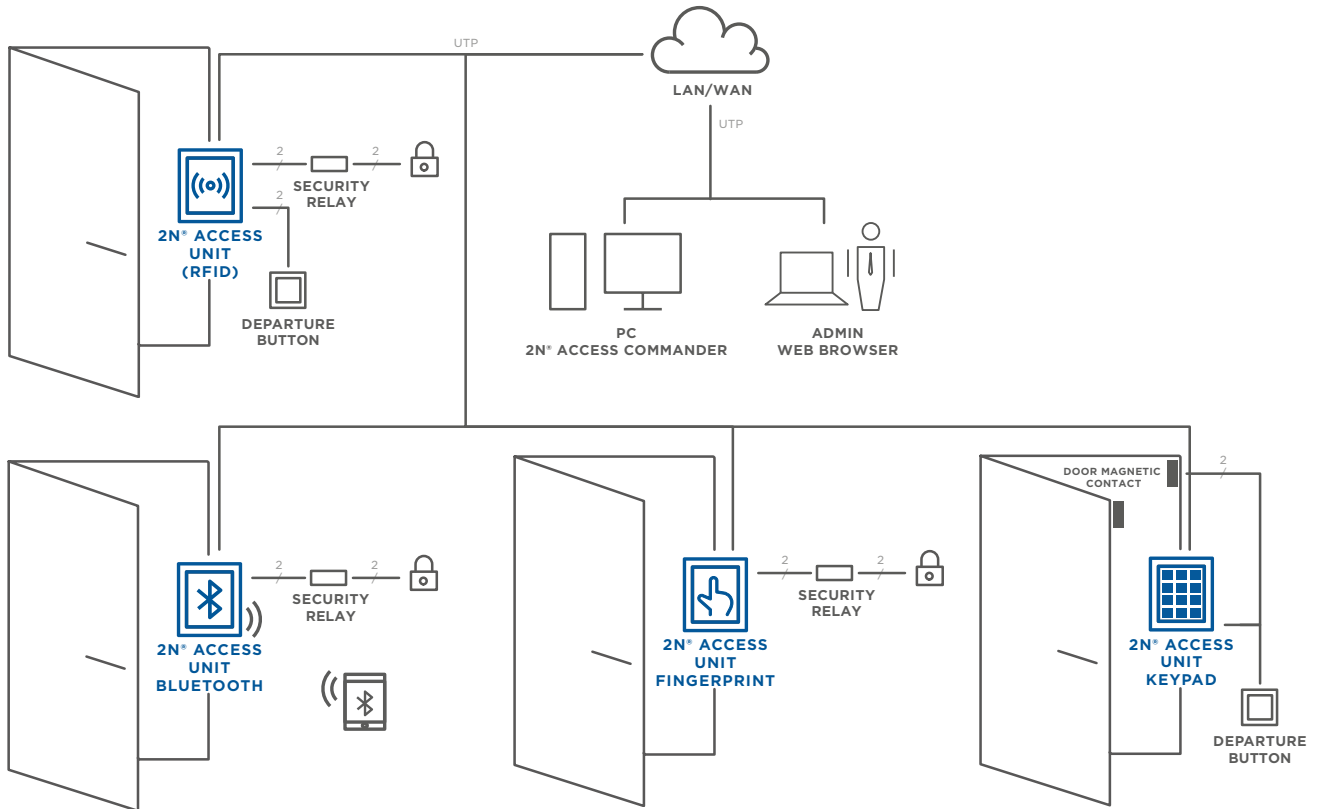 UTP
LAN/WAN
UTP
2
2
SECURITY
RELAY
2
2N® ACCESS
UNIT
(RFID)
DEPARTURE
BUTTON
PC
2N® ACCESS COMMANDER
ADMIN
WEB BROWSER
2
2
SECURITY
RELAY
2N® ACCESS
UNIT
BLUETOOTH
2
2
SECURITY
RELAY
2N® ACCESS
UNIT
FINGERPRINT
DOOR MAGNETIC
CONTACT
2
2N® ACCESS
UNIT
KEYPAD
DEPARTURE
BUTTON